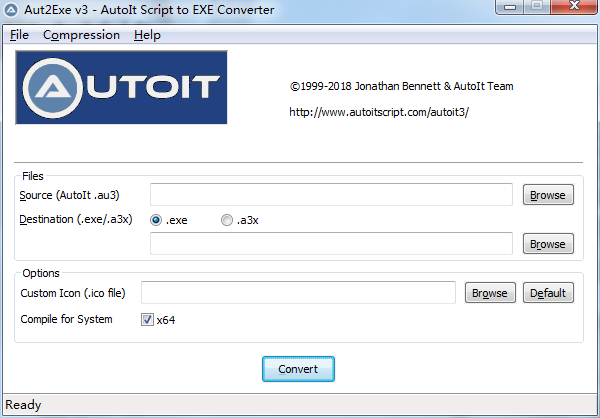 Aut2Exe v3 - AutoIt Script to EXE Converter
File Compression Help
AUTOIT
©1999-2018 Jonathan Bennett & AutoIt Team
http://www.autoitscript.com/autoit3/
Files
Source (AutoIt .au3) Browse
Destination (.exe/.a3x) .exe .a3x
Browse
Options
Custom Icon (.ico file) Browse Default
Compile for System x64
Convert
Ready